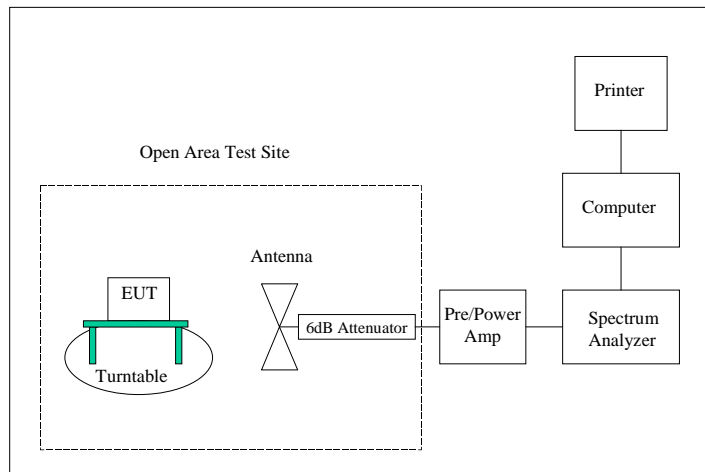 Printer
Open Area Test Site
Computer
Antenna
EUT
6dB Attenuator
Pre/Power
Amp
Spectrum
Analyzer
Turntable